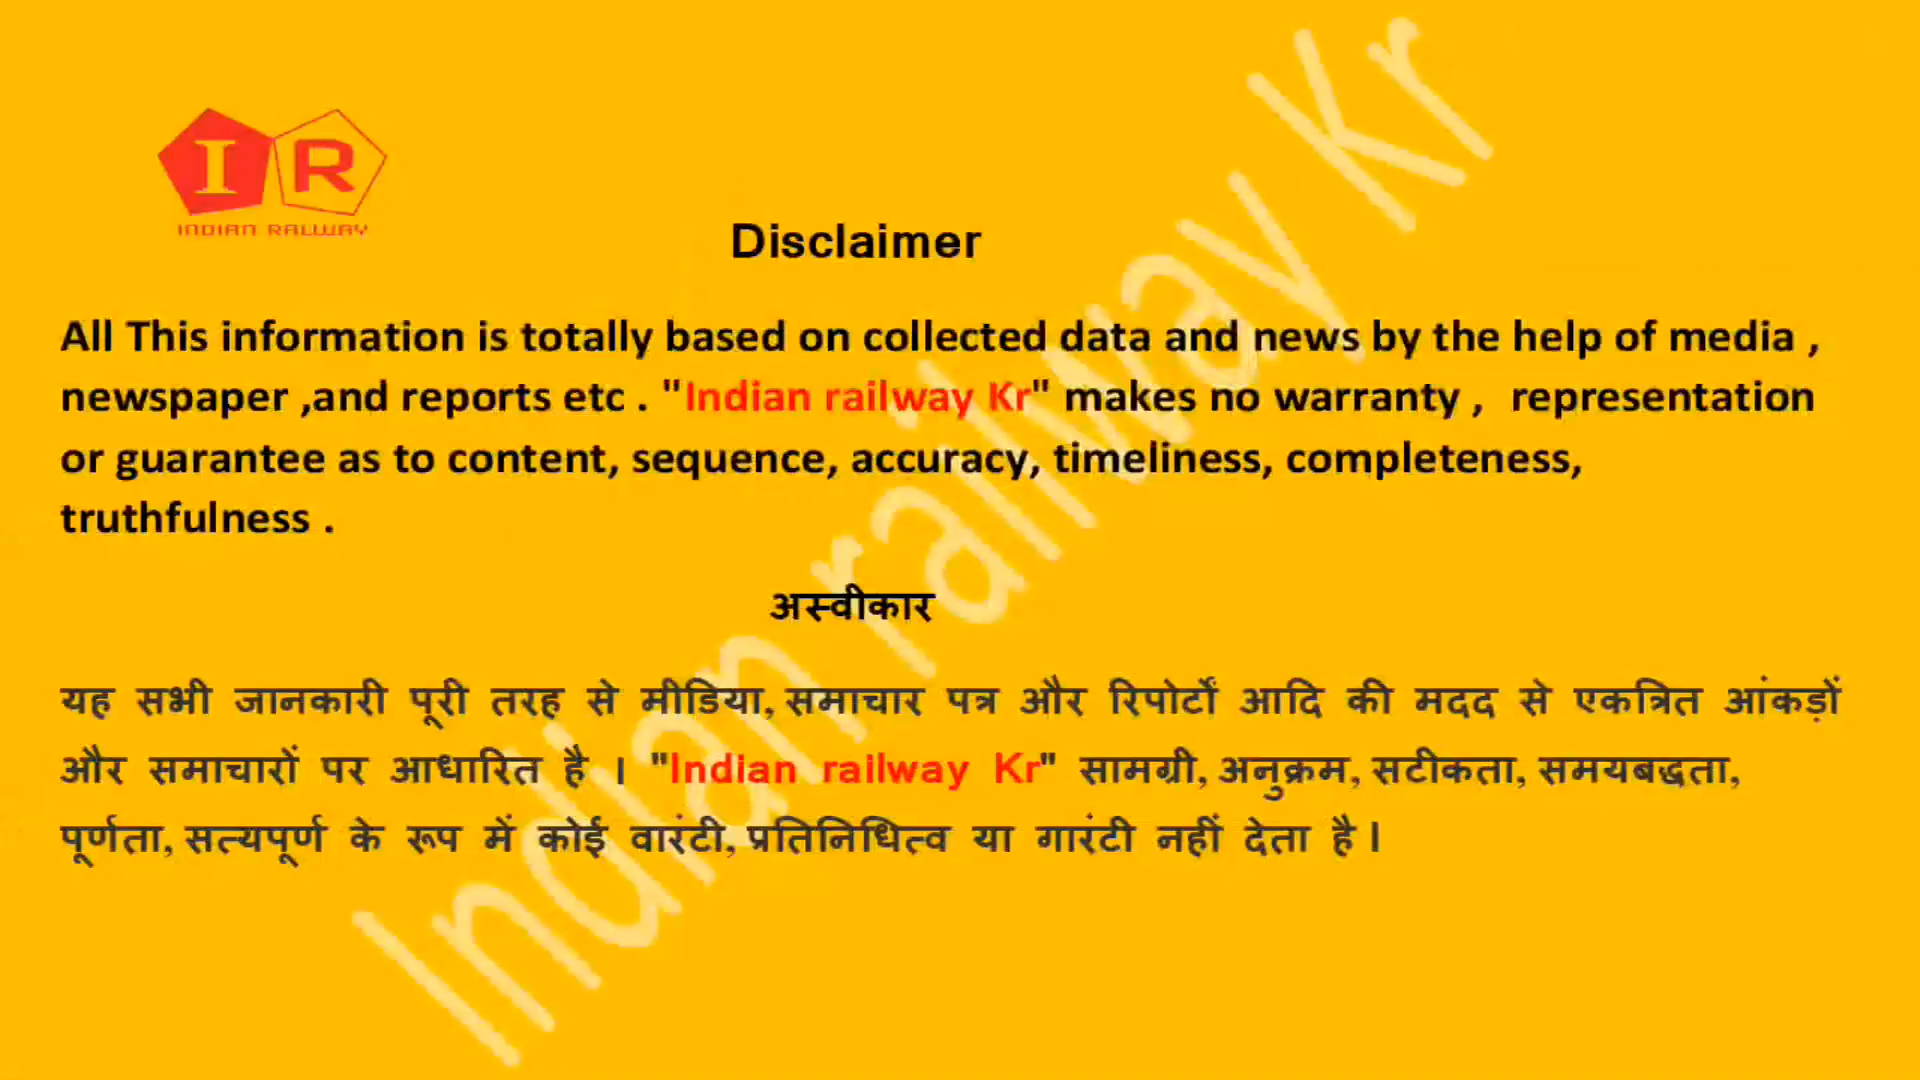 I R
INDIAN RALWAY
Disclaimer
All This information is totally based on collected data and news by the help of media ,
newspaper ,and reports etc . "Indian railway Kr" makes no warranty , representation
or guarantee as to content, sequence, accuracy, timeliness, completeness,
truthfulness .
अस्वीकार
यह सभी जानकारी पूरी तरह से मीडिया, समाचार पत्र और रिपोर्टों आदि की मदद से एकत्रित आंकड़ों
और समाचारों पर आधारित है । "Indian railway Kr" सामग्री, अनुक्रम, सटीकता, समयबद्धता,
पूर्णता, सत्यपूर्ण के रूप में कोई वारंटी, प्रतिनिधित्व या गारंटी नहीं देता है।
Indian railway Kr